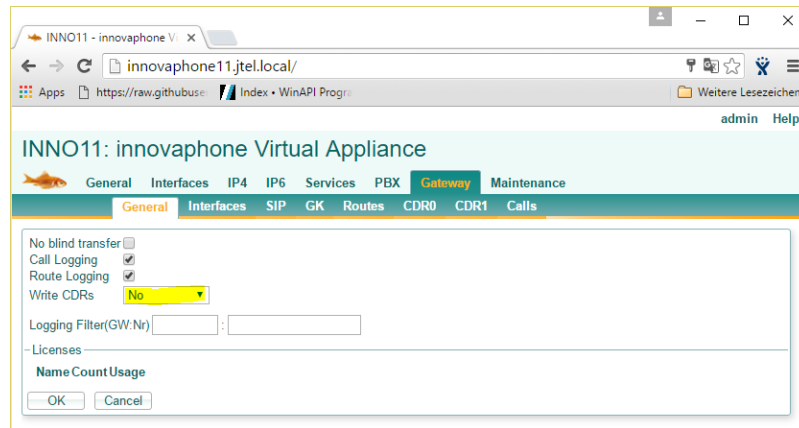 INNO11 - innovaphone Vi
innovaphone11.jtel.local/
Apps https://raw.githubuse Index • WinAPI Progra Weitere Lesezeichen
admin Help
INNO11: innovaphone Virtual Appliance
General Interfaces IP4 IP6 Services PBX Gateway Maintenance
General Interfaces SIP GK Routes CDR0 CDR1 Calls
No blind transfer
Call Logging
Route Logging
Write CDRs No
Logging Filter(GW:Nr) :
Licenses
Name Count Usage
OK Cancel